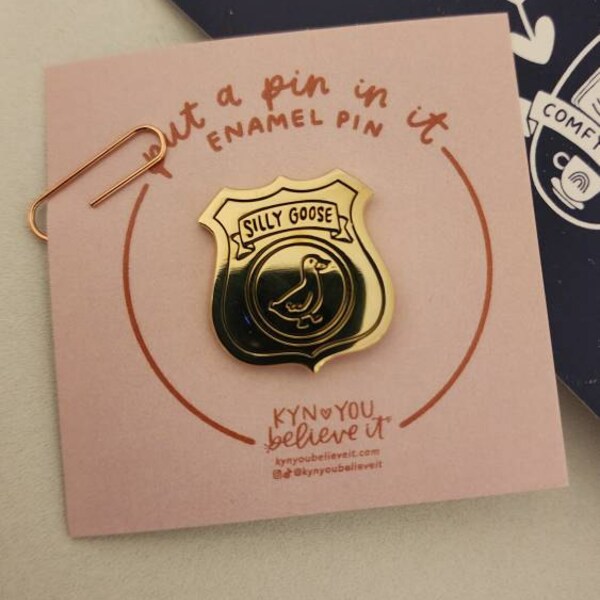 put a pin in it
ENAMEL PIN
SILLY GOOSE
KYN♥YOU
believe it
kynyoubelieveit.com
@kynyoubelieveit
COMFY